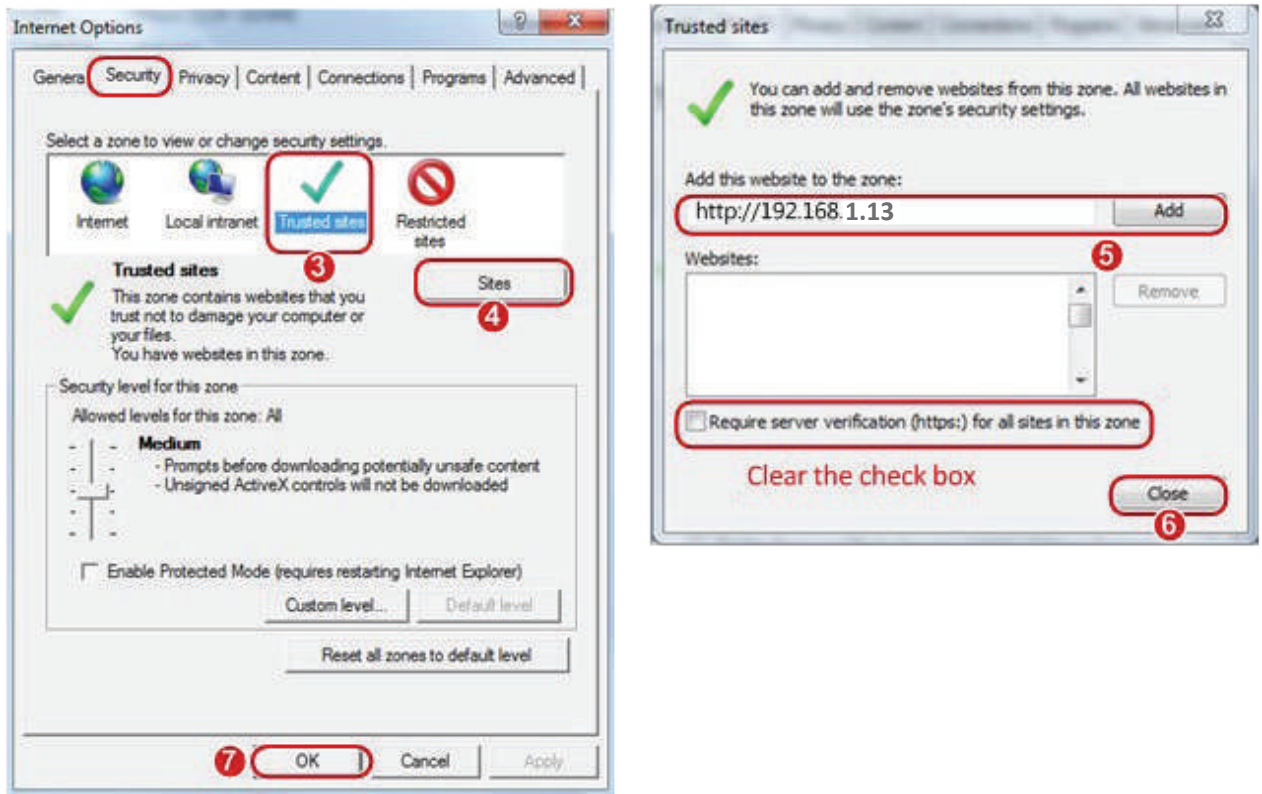 Internet Options
Genera Security Privacy Content Connections Programs Advanced
Select a zone to view or change security settings.
Internet Local intranet Trusted sites Restricted sites
3
Trusted sites
Sites
4
This zone contains websites that you
trust not to damage your computer or
your files.
You have websites in this zone.
Security level for this zone
Allowed levels for this zone: All
Medium
- Prompts before downloading potentially unsafe content
- Unsigned ActiveX controls will not be downloaded
Enable Protected Mode (requires restarting Internet Explorer)
Custom level... Default level
Reset all zones to default level
7 OK Cancel Apply
Trusted sites
You can add and remove websites from this zone. All websites in
this zone will use the zone's security settings.
Add this website to the zone:
http://192.168.1.13 Add
5
Websites:
Remove
Require server verification (https:) for all sites in this zone
Clear the check box
Close
6